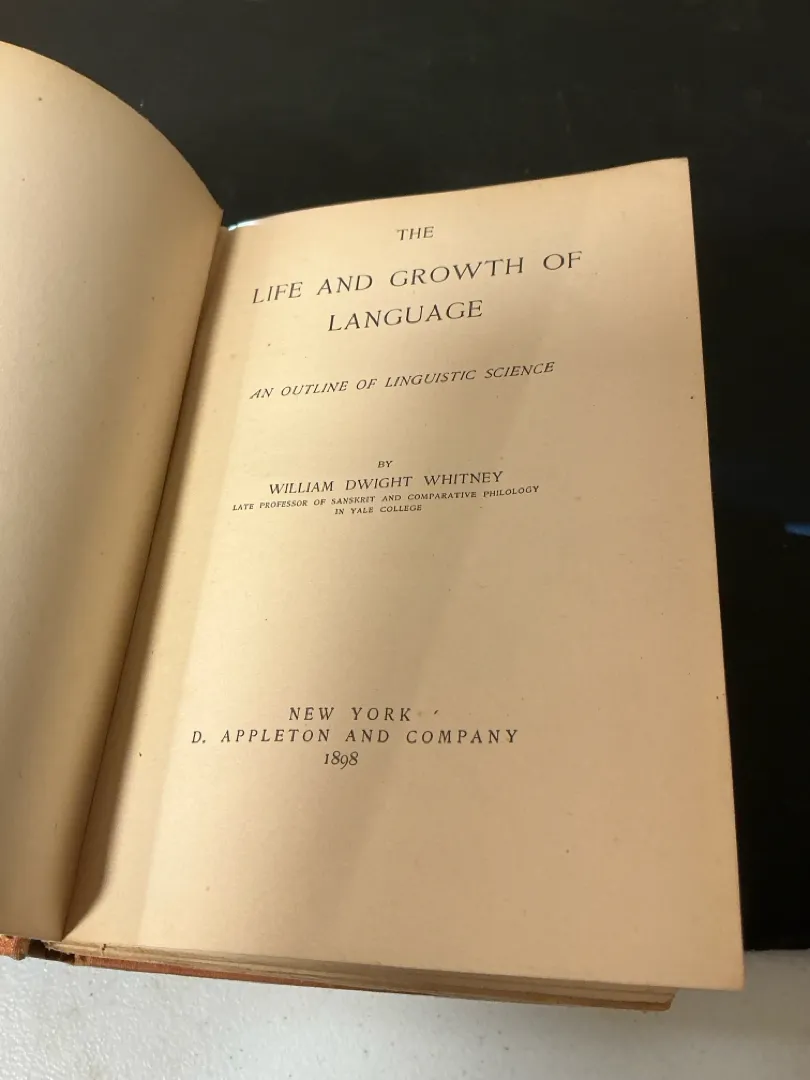 THE
LIFE AND GROWTH OF
LANGUAGE
AN OUTLINE OF LINGUISTIC SCIENCE
BY
WILLIAM DWIGHT WHITNEY
LATE PROFESSOR OF SANSKRIT AND COMPARATIVE PHILOLOGY
IN YALE COLLEGE
NEW YORK
D. APPLETON AND COMPANY
1898